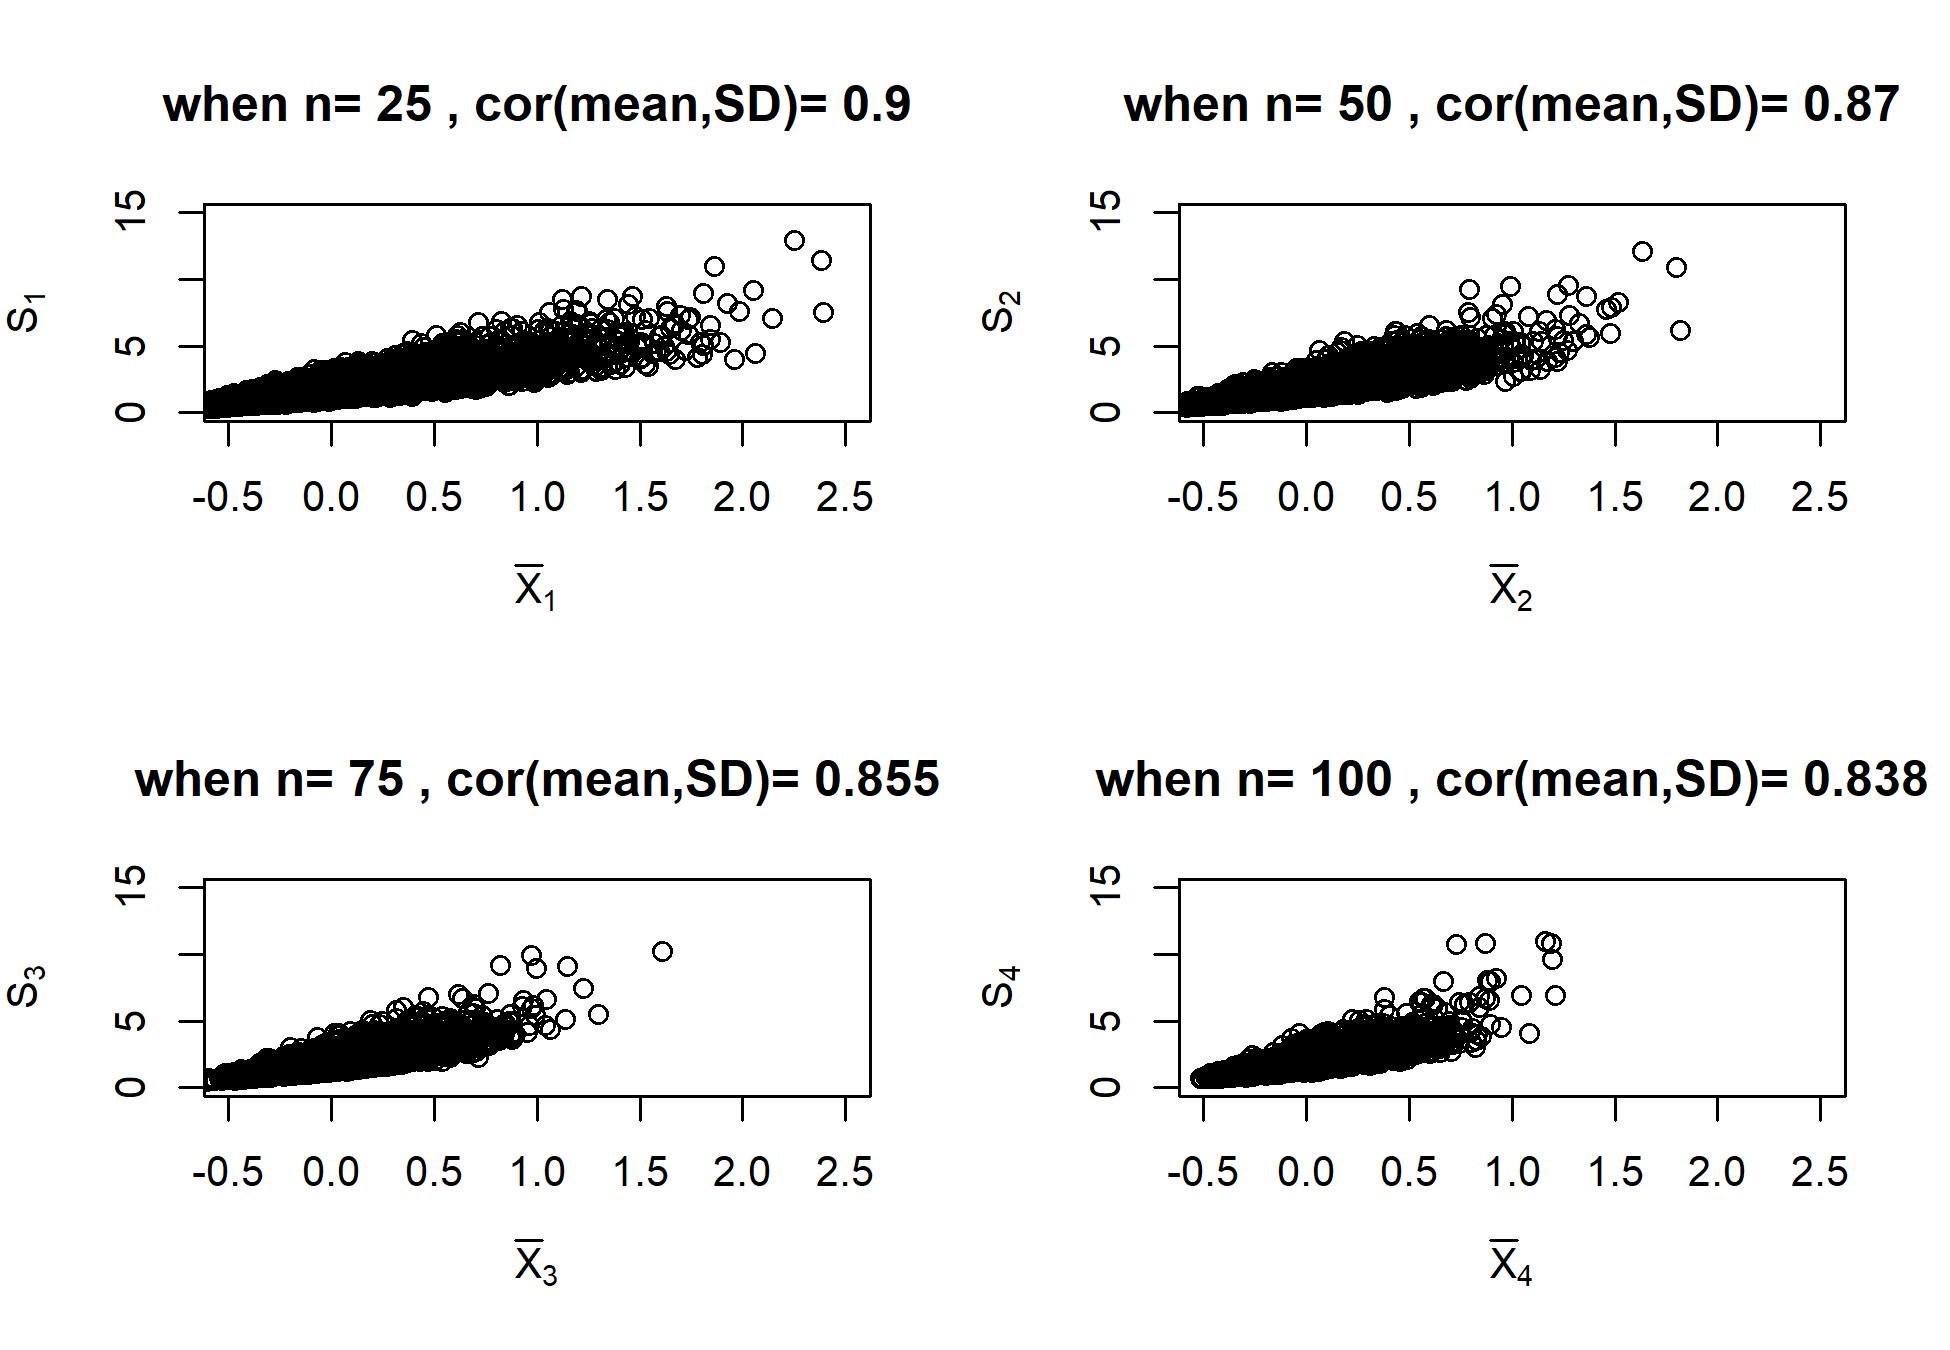 when n= 25 , cor(mean,SD)= 0.9
S1
15
5
0
-0.5 0.0 0.5 1.0 1.5 2.0 2.5
X̅1
when n= 50 , cor(mean,SD)= 0.87
S2
15
5
0
-0.5 0.0 0.5 1.0 1.5 2.0 2.5
X̅2
when n= 75 , cor(mean,SD)= 0.855
S3
15
5
0
-0.5 0.0 0.5 1.0 1.5 2.0 2.5
X̅3
when n= 100 , cor(mean,SD)= 0.838
S4
15
5
0
-0.5 0.0 0.5 1.0 1.5 2.0 2.5
X̅4